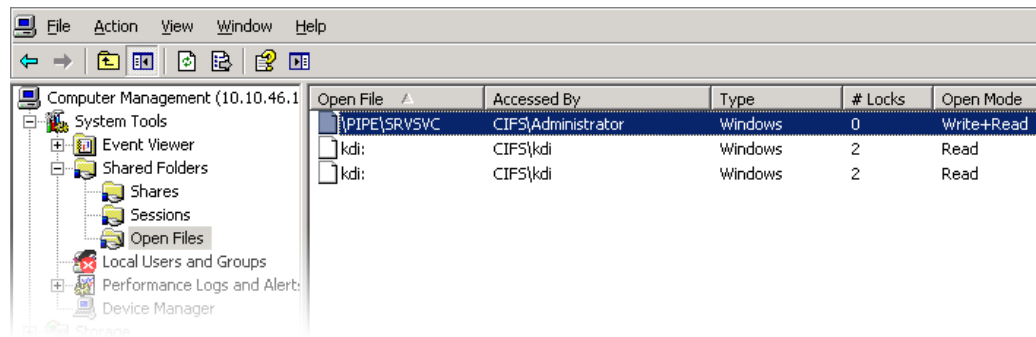 File Action View Window Help
Computer Management (10.10.46.1
System Tools
Event Viewer
Shared Folders
Shares
Sessions
Open Files
Local Users and Groups
Performance Logs and Alert
Device Manager
Storage
Open File Accessed By Type # Locks Open Mode
\PIPE\SRVSVC CIFS\Administrator Windows 0 Write+Read
kdi: CIFS\kdi Windows 2 Read
kdi: CIFS\kdi Windows 2 Read